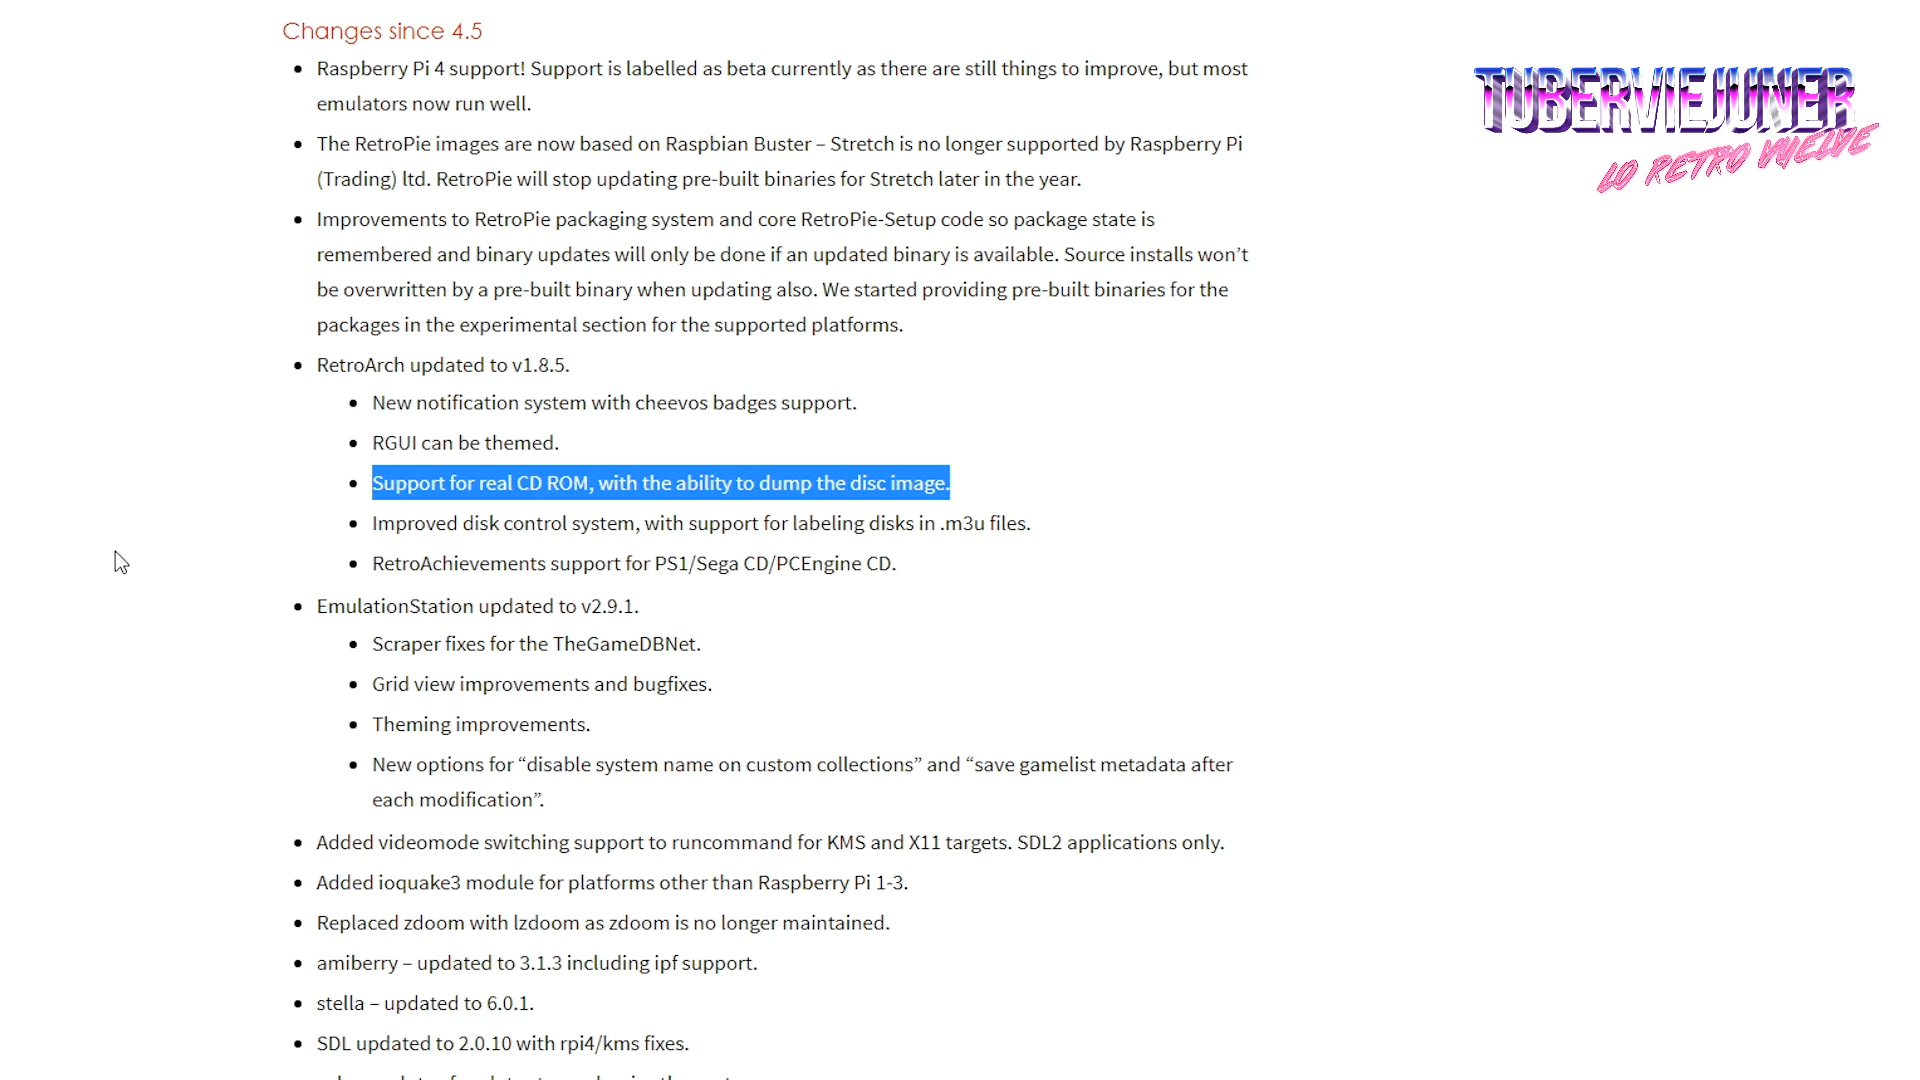 Changes since 4.5
Raspberry Pi 4 support! Support is labelled as beta currently as there are still things to improve, but most
emulators now run well.
The RetroPie images are now based on Raspbian Buster – Stretch is no longer supported by Raspberry Pi
(Trading) ltd. RetroPie will stop updating pre-built binaries for Stretch later in the year.
Improvements to RetroPie packaging system and core RetroPie-Setup code so package state is
remembered and binary updates will only be done if an updated binary is available. Source installs won’t
be overwritten by a pre-built binary when updating also. We started providing pre-built binaries for the
packages in the experimental section for the supported platforms.
RetroArch updated to v1.8.5.
New notification system with cheevos badges support.
RGUI can be themed.
Support for real CD ROM, with the ability to dump the disc image.
Improved disk control system, with support for labeling disks in .m3u files.
RetroAchievements support for PS1/Sega CD/PCEngine CD.
EmulationStation updated to v2.9.1.
Scraper fixes for the TheGameDBNet.
Grid view improvements and bugfixes.
Theming improvements.
New options for “disable system name on custom collections” and “save gamelist metadata after
each modification”.
Added videomode switching support to runcommand for KMS and X11 targets. SDL2 applications only.
Added ioquake3 module for platforms other than Raspberry Pi 1-3.
Replaced zdoom with lzdoom as zdoom is no longer maintained.
amiberry – updated to 3.1.3 including ipf support.
stella – updated to 6.0.1.
SDL updated to 2.0.10 with rpi4/kms fixes.
TUBERVIEJUNER
LO RETRO VUELVE